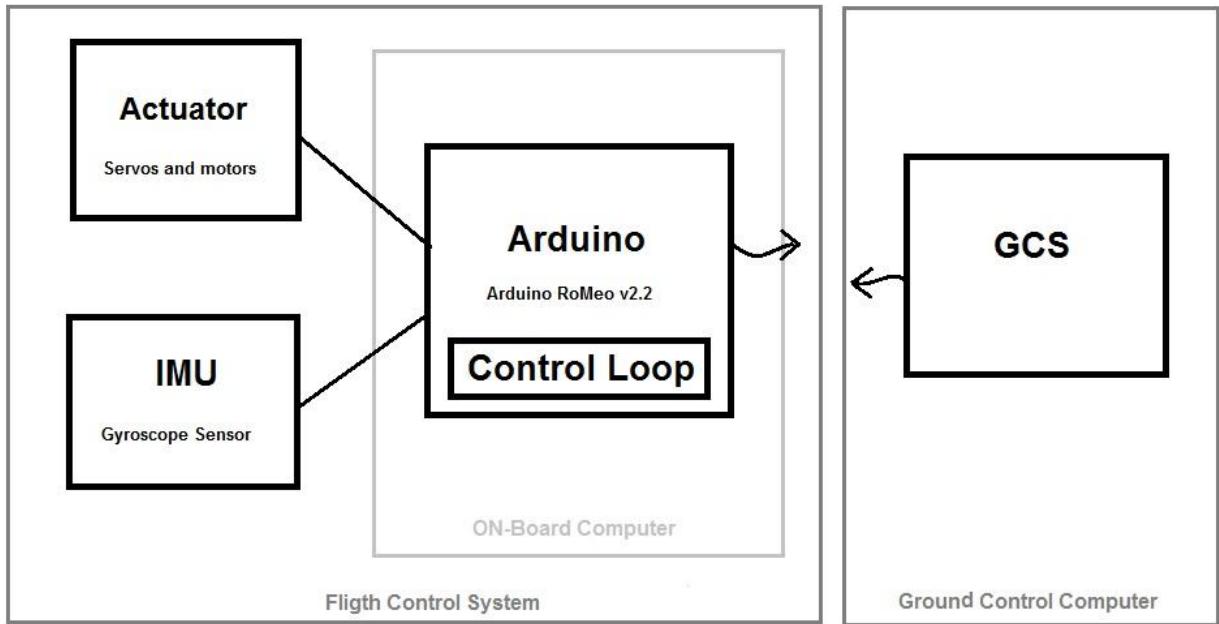 Actuator
Servos and motors
IMU
Gyroscope Sensor
Arduino
Arduino RoMeo v2.2
Control Loop
ON-Board Computer
Fligth Control System
GCS
Ground Control Computer